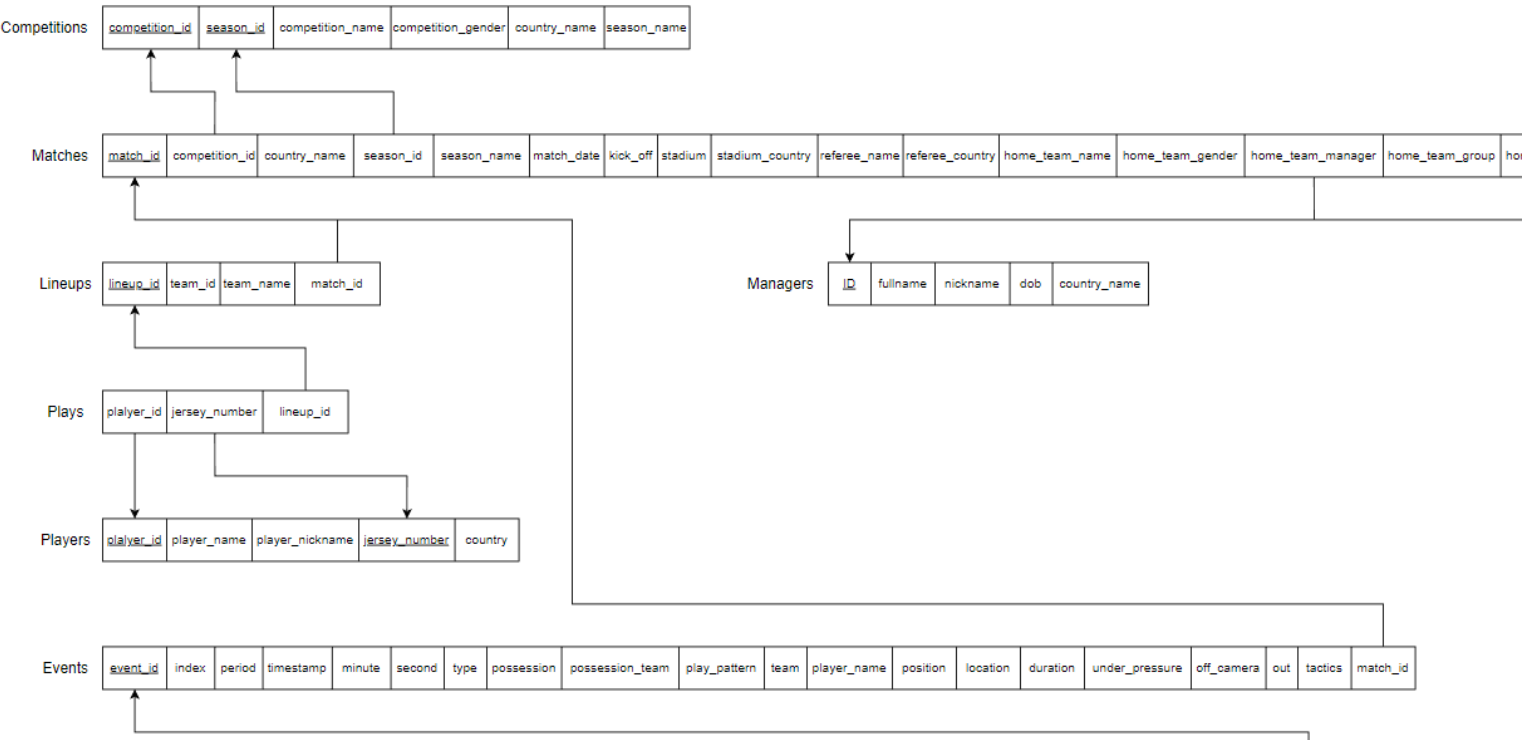 Competitions competition_id season_id competition_name competition_gender country_name season_name
Matches match_id competition_id country_name season_id season_name match_date kick_off stadium stadium_country referee_name referee_country home_team_name home_team_gender home_team_manager home_team_group hou
Lineups lineup_id team_id team_name match_id
Managers ID fullname nickname dob country_name
Plays plalyer_id jersey_number lineup_id
Players plalyer_id player_name player_nickname jersey_number country
Events event_id index period timestamp minute second type possession possession_team play_pattern team player_name position location duration under_pressure off_camera out tactics match_id